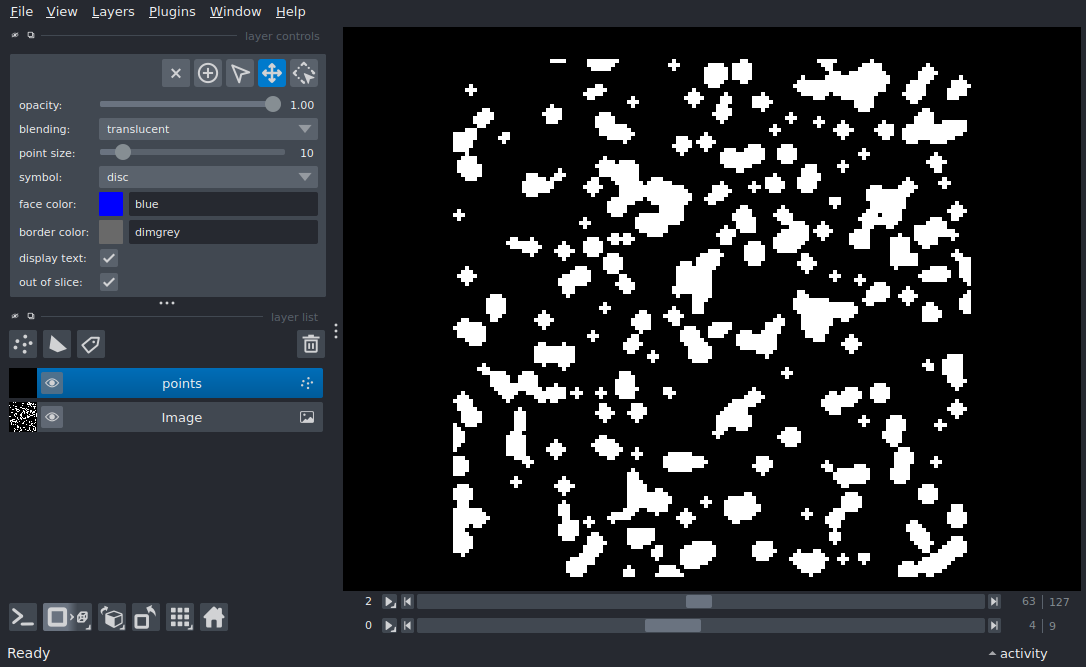 File View Layers Plugins Window Help
layer controls
opacity: 1.00
blending: translucent
point size: 10
symbol: disc
face color: blue
border color: dimgrey
display text:
out of slice:
layer list
points
Image
2 63 127
0 4 9
Ready activity